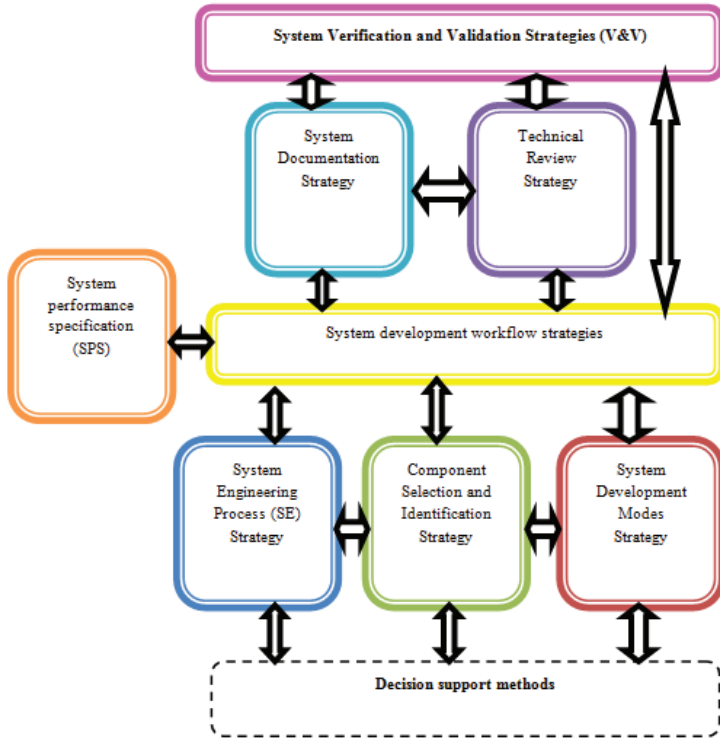 System Verification and Validation Strategies (V&V)
System
Documentation
Strategy
Technical
Review
Strategy
System
performance
specification
(SPS)
System development workflow strategies
System
Engineering
Process (SE)
Strategy
Component
Selection and
Identification
Strategy
System
Development
Modes
Strategy
Decision support methods